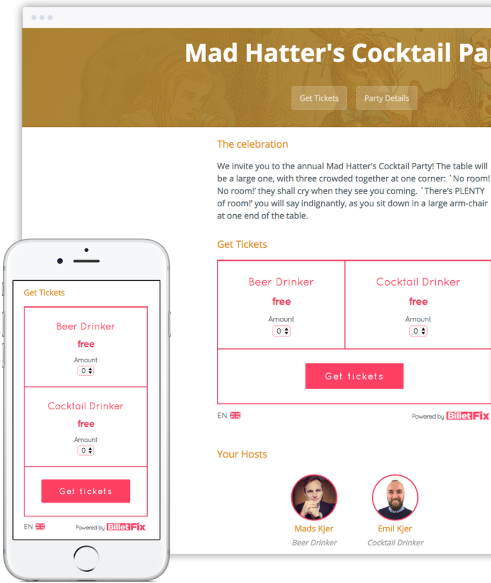 Mad Hatter's Cocktail Pa
Get Tickets Party Details
The celebration
We invite you to the annual Mad Hatter's Cocktail Party! The table will
be a large one, with three crowded together at one corner: `No room!
No room!' they shall cry when they see you coming. `There's PLENTY
of room!' you will say indignantly, as you sit down in a large arm-chair
at one end of the table.
Get Tickets
Beer Drinker Cocktail Drinker
free free
Amount Amount
0 0
Get tickets
EN Powered by BilletFix
Your Hosts
Mads Kjer Emil Kjer
Beer Drinker Cocktail Drinker
Get Tickets
Beer Drinker
free
Amount
0
Cocktail Drinker
free
Amount
0
Get tickets
EN Powered by BilletFix